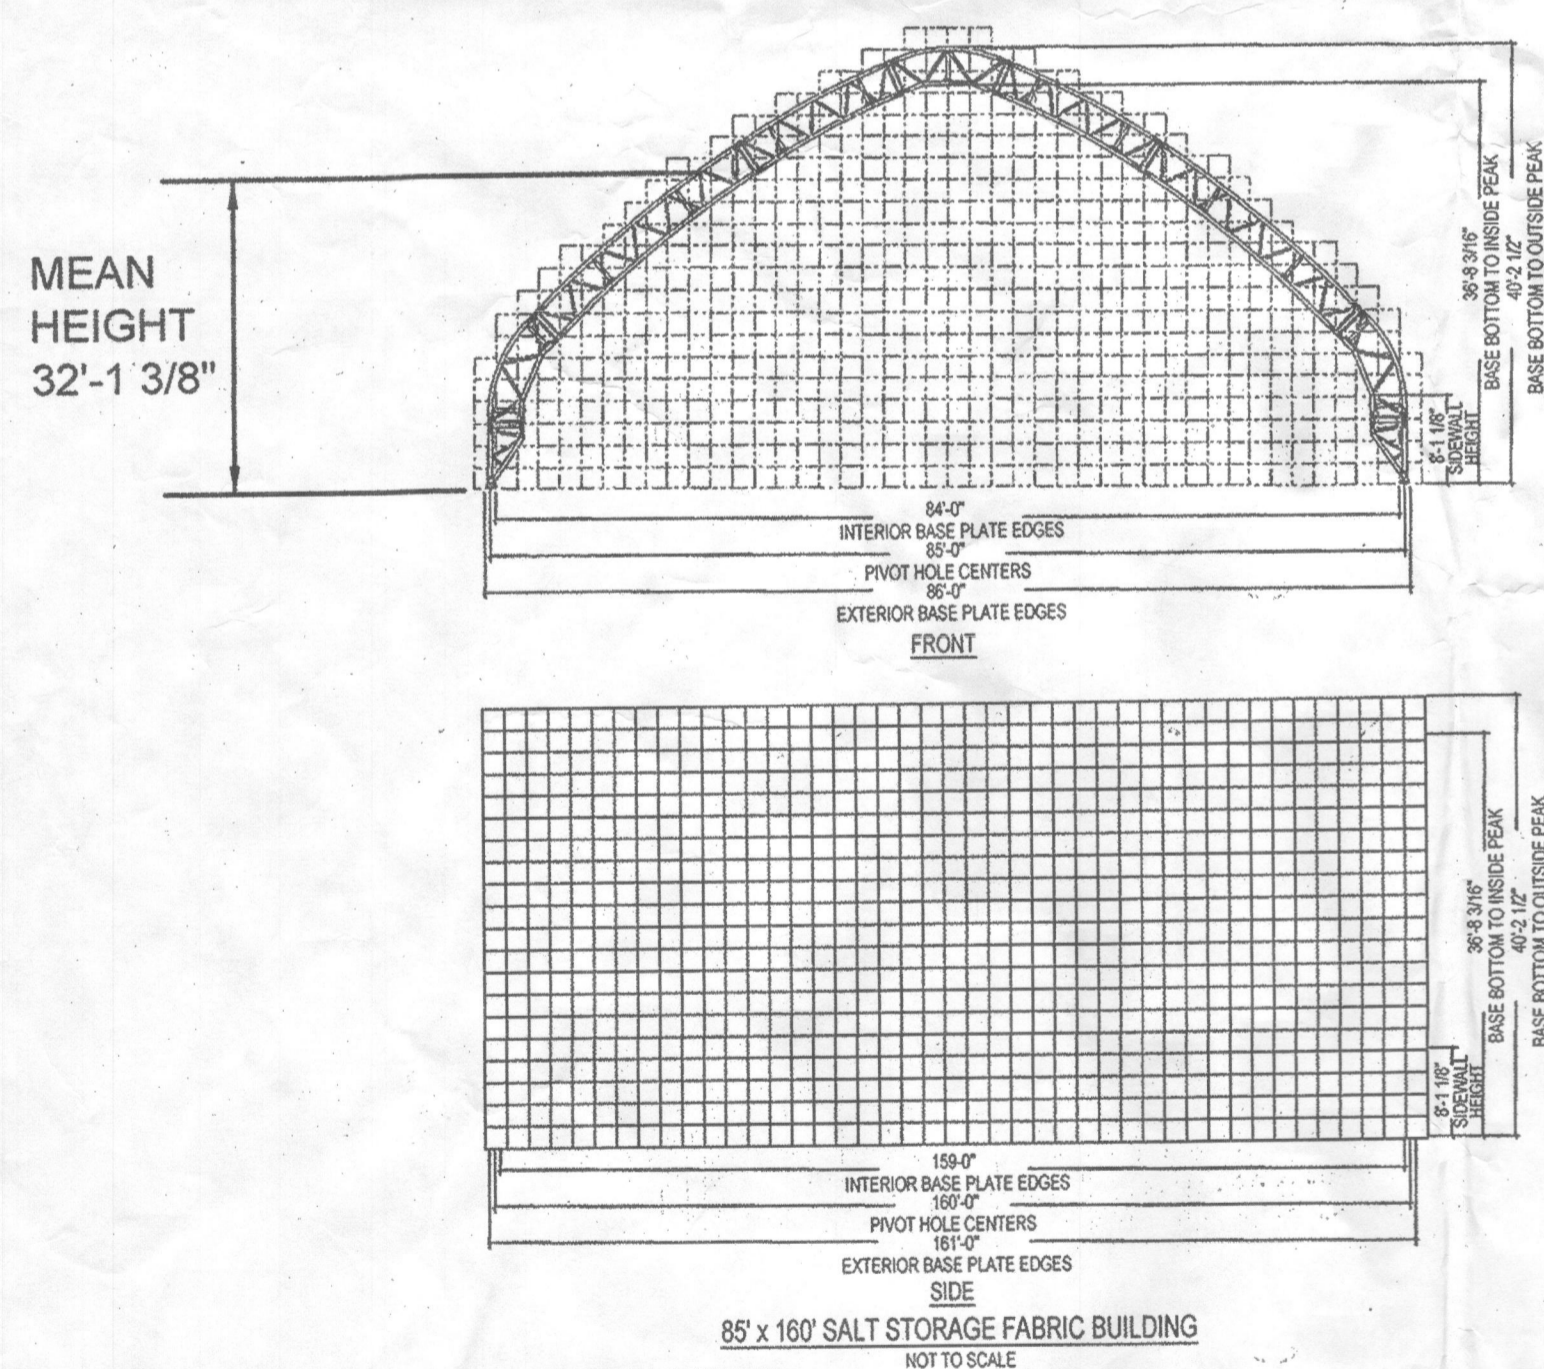 MEAN
HEIGHT
32'-1 3/8"
36'-8 3/16"
BASE BOTTOM TO INSIDE PEAK
40'-2 1/2"
BASE BOTTOM TO OUTSIDE PEAK
8'-1 1/8"
SIDEWALL
HEIGHT
84'-0"
INTERIOR BASE PLATE EDGES
85'-0"
PIVOT HOLE CENTERS
86'-0"
EXTERIOR BASE PLATE EDGES
FRONT
36'-8 3/16"
BASE BOTTOM TO INSIDE PEAK
40'-2 1/2"
BASE BOTTOM TO OUTSIDE PEAK
8'-1 1/8"
SIDEWALL
HEIGHT
159'-0"
INTERIOR BASE PLATE EDGES
160'-0"
PIVOT HOLE CENTERS
161'-0"
EXTERIOR BASE PLATE EDGES
SIDE
85' x 160' SALT STORAGE FABRIC BUILDING
NOT TO SCALE